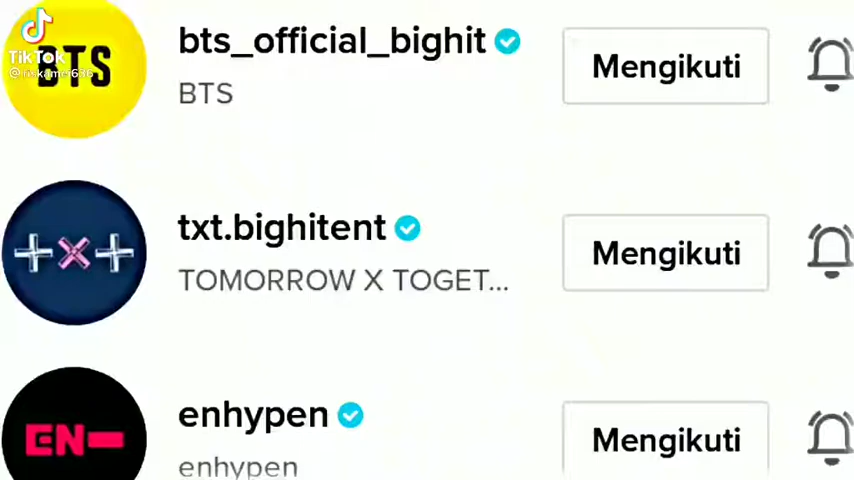 TikTok
BTS
bts_official_bighit
BTS
Mengikuti
txt.bighitent
TOMORROW X TOGET...
Mengikuti
EN-
enhypen
enhypen
Mengikuti